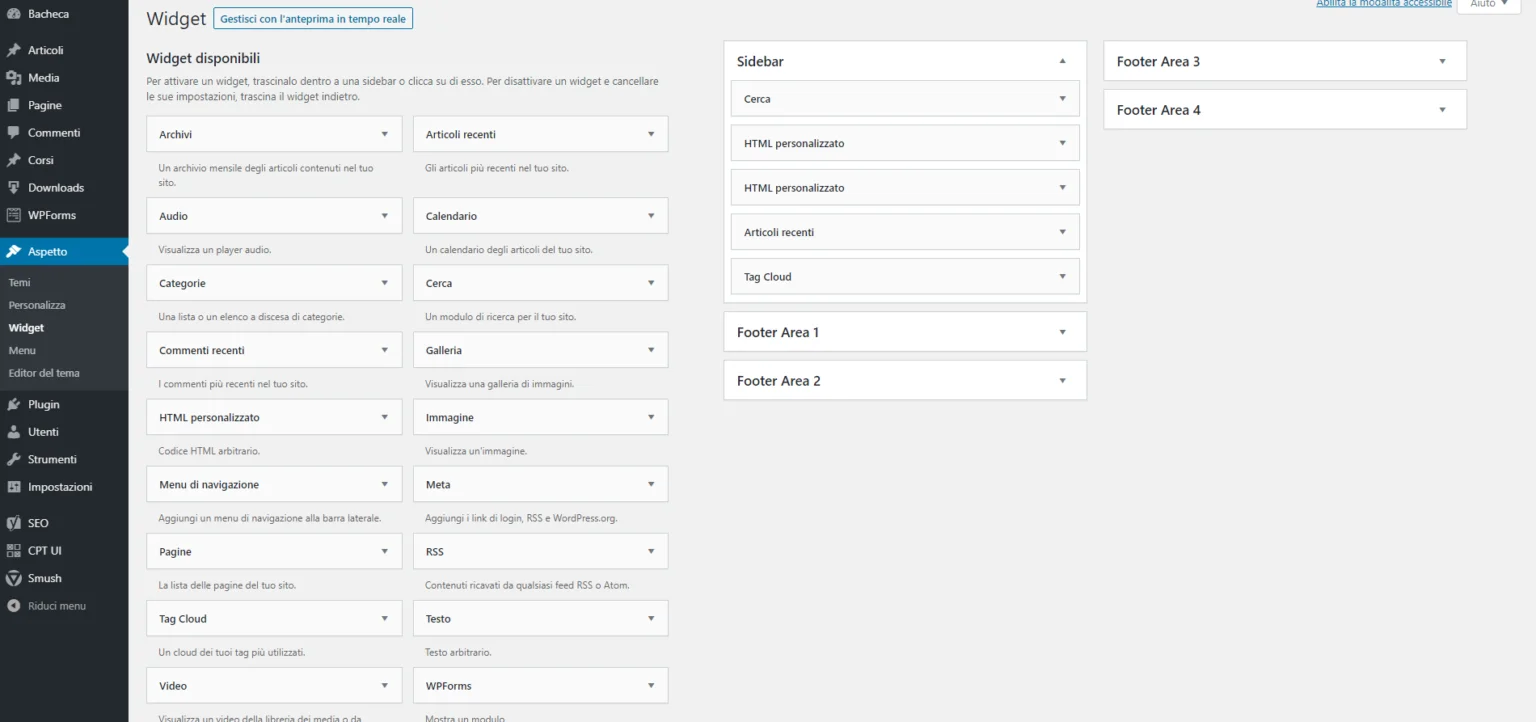 Bacheca
Articoli
Media
Pagine
Commenti
Corsi
Downloads
WPForms
Aspetto
Temi
Personalizza
Widget
Menu
Editor del tema
Plugin
Utenti
Strumenti
Impostazioni
SEO
CPT UI
Smush
Riduci menu
Abilita la modalità accessibile
Aiuto
Widget
Gestisci con l'anteprima in tempo reale
Widget disponibili
Per attivare un widget, trascinalo dentro a una sidebar o clicca su di esso. Per disattivare un widget e cancellare
le sue impostazioni, trascina il widget indietro.
Archivi
Un archivio mensile degli articoli contenuti nel tuo
sito.
Articoli recenti
Gli articoli più recenti nel tuo sito.
Audio
Visualizza un player audio.
Calendario
Un calendario degli articoli del tuo sito.
Categorie
Una lista o un elenco a discesa di categorie.
Cerca
Un modulo di ricerca per il tuo sito.
Commenti recenti
I commenti più recenti nel tuo sito.
Galleria
Visualizza una galleria di immagini.
HTML personalizzato
Codice HTML arbitrario.
Immagine
Visualizza un'immagine.
Menu di navigazione
Aggiungi un menu di navigazione alla barra laterale.
Meta
Aggiungi i link di login, RSS e WordPress.org.
Pagine
La lista delle pagine del tuo sito.
RSS
Contenuti ricavati da qualsiasi feed RSS o Atom.
Tag Cloud
Un cloud dei tuoi tag più utilizzati.
Testo
Testo arbitrario.
Video
Visualizza un video della libreria dei media o da
WPForms
Mostra un modulo
Sidebar
Cerca
HTML personalizzato
HTML personalizzato
Articoli recenti
Tag Cloud
Footer Area 1
Footer Area 2
Footer Area 3
Footer Area 4